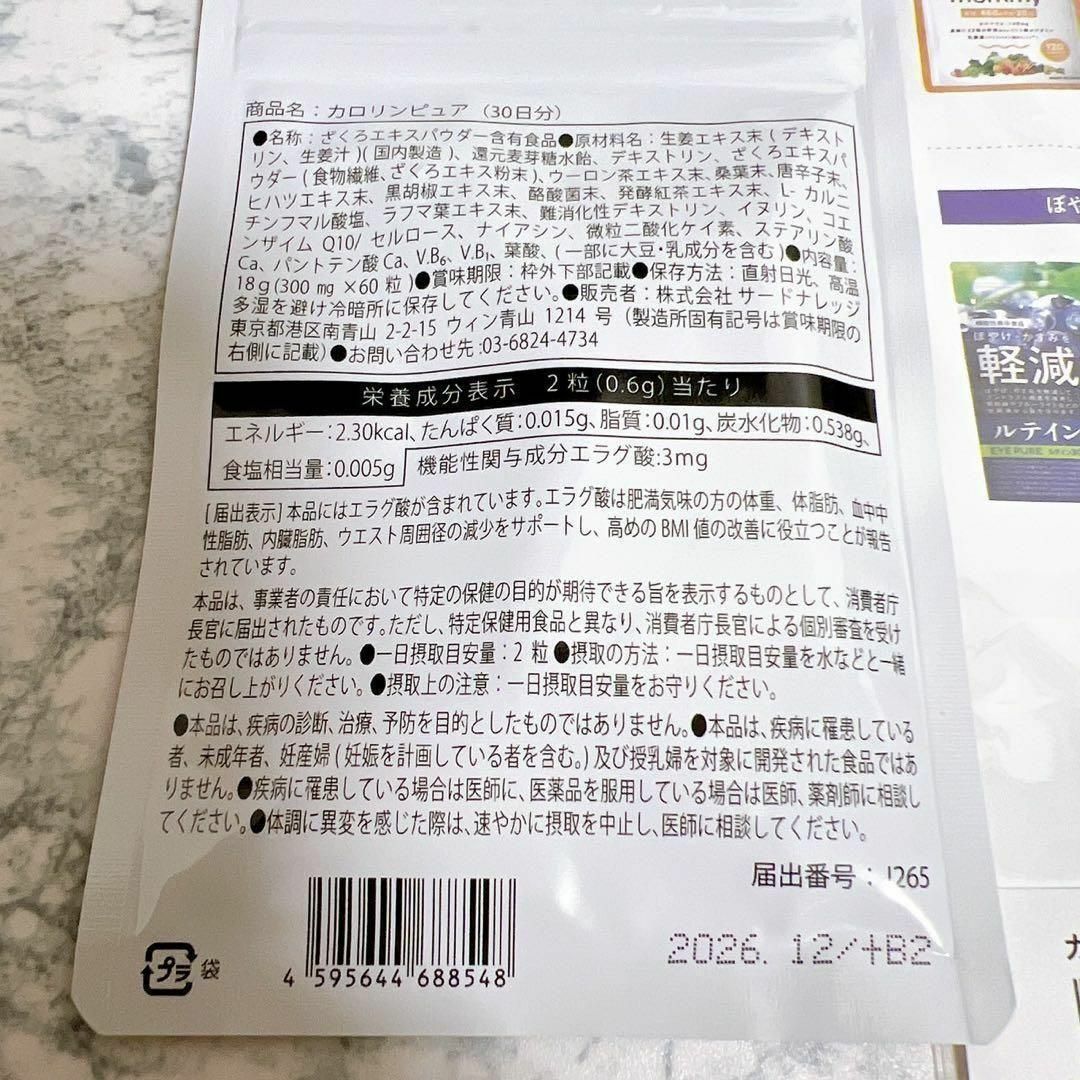 商品名：カロリンピュア（30日分）
●名称：ざくろエキスパウダー含有食品●原材料名：生姜エキス末（デキスト
リン、生姜汁）（国内製造）、還元麦芽糖水飴、デキストリン、ざくろエキスパ
ウダー（食物繊維、ざくろエキス粉末）、ウーロン茶エキス末、桑葉末、唐辛子末、
ヒハツエキス末、黒胡椒エキス末、酪酸菌末、発酵紅茶エキス末、L-カルニ
チンフマル酸塩、ラフマ葉エキス末、難消化性デキストリン、イヌリン、コエ
ンザイム Q10/ セルロース、ナイアシン、微粒二酸化ケイ素、ステアリン酸
Ca、パントテン酸 Ca、V.B₆、V.B₁、葉酸、（一部に大豆・乳成分を含む）●内容量：
18g（300 mg ×60 粒）●賞味期限：枠外下部記載●保存方法：直射日光、高温
多湿を避け冷暗所に保存してください。●販売者：株式会社 サードナレッジ
東京都港区南青山 2-2-15 ウィン青山 1214 号（製造所固有記号は賞味期限の
右側に記載）●お問い合わせ先:03-6824-4734
栄養成分表示 2粒（0.6g）当たり
エネルギー：2.30kcal、たんぱく質：0.015g、脂質：0.01g、炭水化物：0.538g、
食塩相当量：0.005g 機能性関与成分エラグ酸:3mg
[届出表示] 本品にはエラグ酸が含まれています。エラグ酸は肥満気味の方の体重、体脂肪、血中中
性脂肪、内臓脂肪、ウエスト周囲径の減少をサポートし、高めの BMI 値の改善に役立つことが報告
されています。
本品は、事業者の責任において特定の保健の目的が期待できる旨を表示するものとして、消費者庁
長官に届出されたものです。ただし、特定保健用食品と異なり、消費者庁長官による個別審査を受け
たものではありません。●一日摂取目安量：2 粒 ●摂取の方法：一日摂取目安量を水などと一緒
にお召し上がりください。●摂取上の注意：一日摂取目安量をお守りください。
●本品は、疾病の診断、治療、予防を目的としたものではありません。●本品は、疾病に罹患している
者、未成年者、妊産婦（妊娠を計画している者を含む。）及び授乳婦を対象に開発された食品ではあ
りません。●疾病に罹患している場合は医師に、医薬品を服用している場合は医師、薬剤師に相談し
てください。●体調に異変を感じた際は、速やかに摂取を中止し、医師に相談してください。
届出番号：J265
2026. 12/+B2
プラ 袋
4 595644 688548
ぼや
ぼやけ・かすみを
軽減
ルテイン
EYE PURE
カ